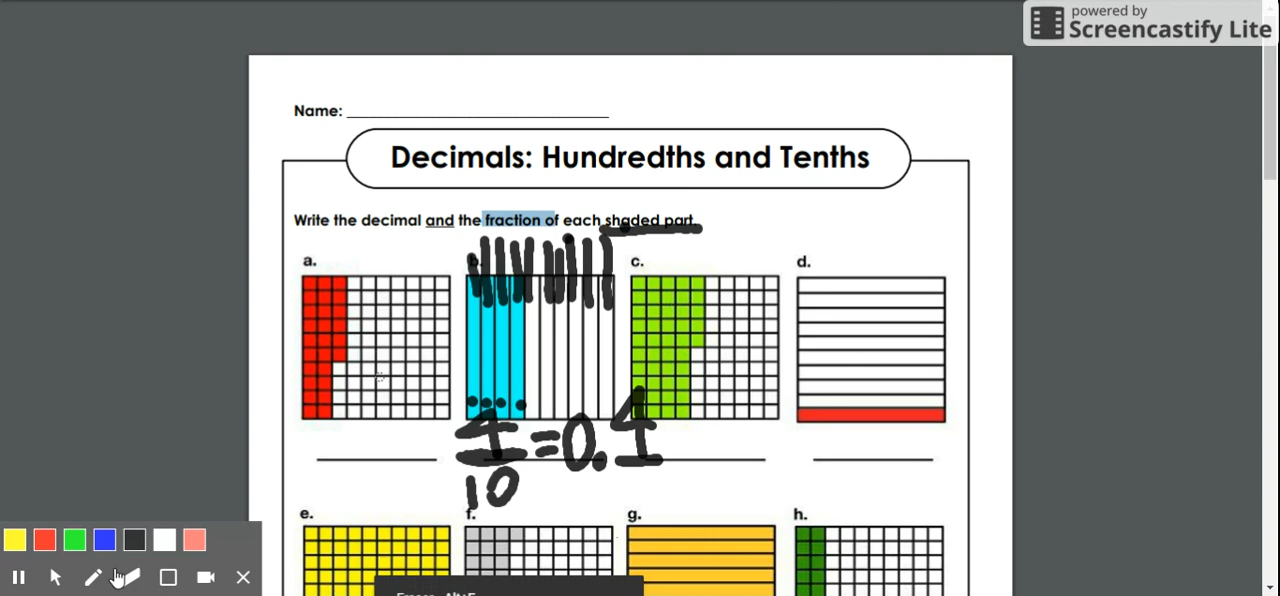 powered by
Screencastify Lite
Name:
Decimals: Hundredths and Tenths
Write the decimal and the fraction of each shaded part.
a. b. c. d.
4/10 = 0.4
e. f. g. h.